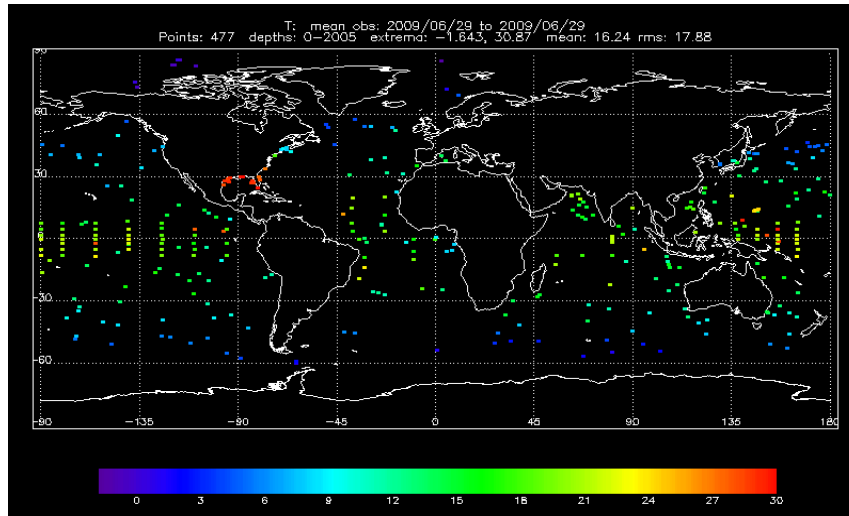 T: mean obs: 2009/06/29 to 2009/06/29
Points: 477 depths: 0-2005 extrema: -1.643, 30.87 mean: 16.24 rms: 17.88
90
60
30
0
-30
-60
-90 -135 -90 -45 0 45 90 135 180
0 3 6 9 12 15 18 21 24 27 30